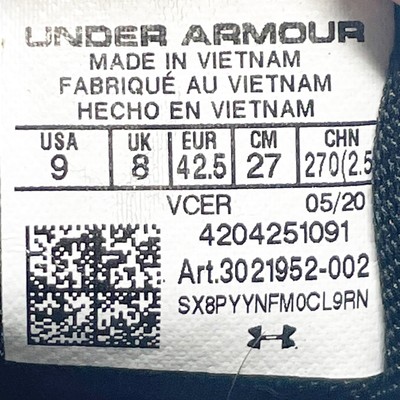 UNDER ARMOUR
MADE IN VIETNAM
FABRIQUÉ AU VIETNAM
HECHO EN VIETNAM
USA UK EUR CM CHN
9 8 42.5 27 270(2.5
VCER 05/20
4204251091
Art.3021952-002
SX8PYYNFM0CL9RN